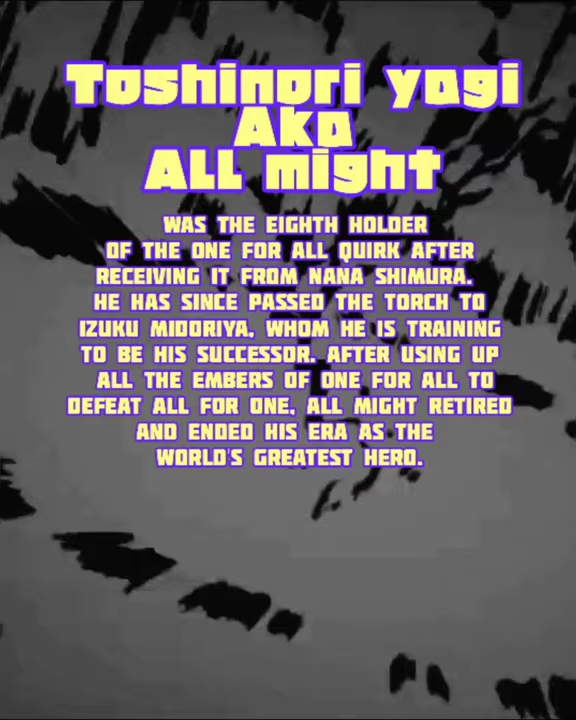 Toshinori yagi
AKa
ALL might
WAS THE EIGHTH HOLDER
OF THE ONE FOR ALL QUIRK AFTER
RECEIVING IT FROM NANA SHIMURA.
HE HAS SINCE PASSED THE TORCH TO
IZUKU MIDORIYA, WHOM HE IS TRAINING
TO BE HIS SUCCESSOR. AFTER USING UP
ALL THE EMBERS OF ONE FOR ALL TO
DEFEAT ALL FOR ONE, ALL MIGHT RETIRED
AND ENDED HIS ERA AS THE
WORLD'S GREATEST HERO.